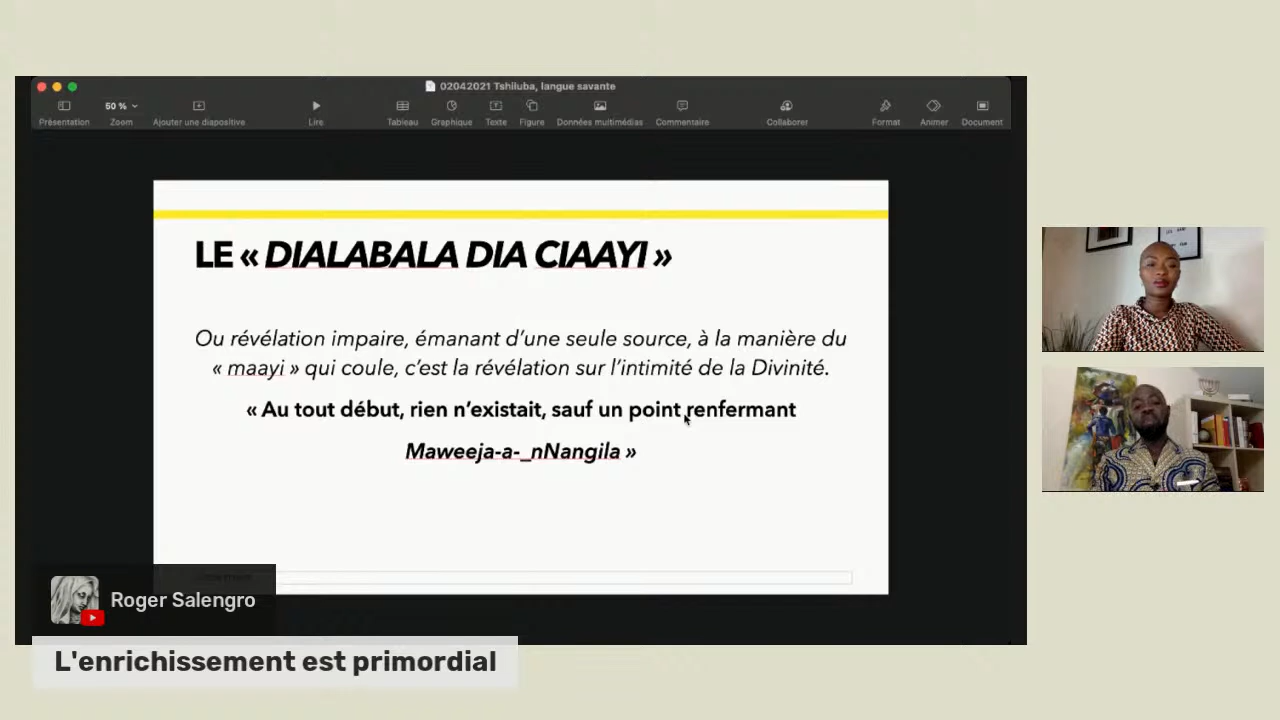 02042021 Tshiluba, langue savante
50 %
Présentation Zoom Ajouter une diapositive Lire Tableau Graphique Texte Figure Données multimédias Commentaire Collaborer Format Animer Document
LE « DIALABALA DIA CIAAYI »
Ou révélation impaire, émanant d’une seule source, à la manière du
« maayi » qui coule, c’est la révélation sur l’intimité de la Divinité.
« Au tout début, rien n’existait, sauf un point renfermant
Maweeja-a-_nNangila »
Roger Salengro
L'enrichissement est primordial